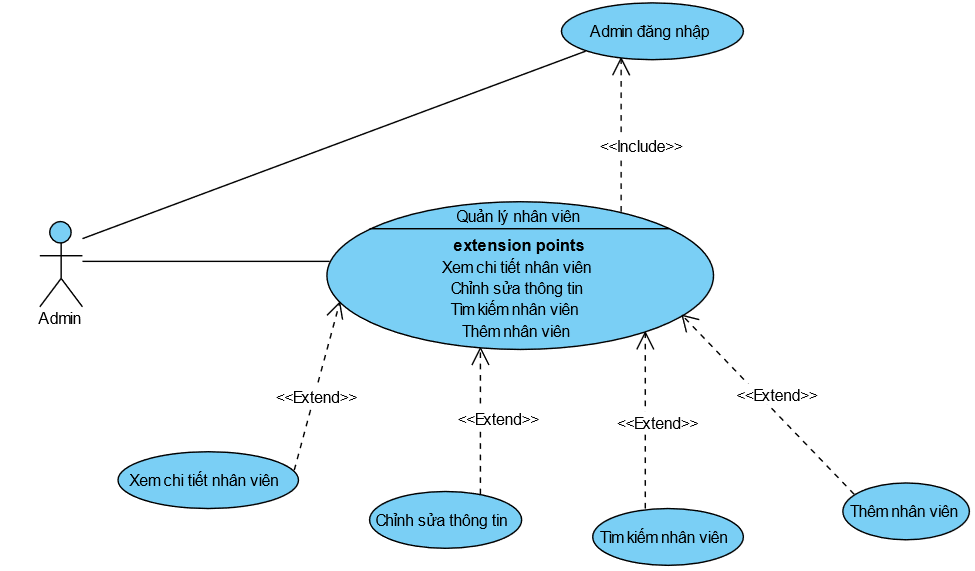 Admin đăng nhập
<<Include>>
Quản lý nhân viên
extension points
Xem chi tiết nhân viên
Chỉnh sửa thông tin
Tìm kiếm nhân viên
Thêm nhân viên
Admin
<<Extend>>
<<Extend>>
<<Extend>>
<<Extend>>
Xem chi tiết nhân viên
Chỉnh sửa thông tin
Tìm kiếm nhân viên
Thêm nhân viên